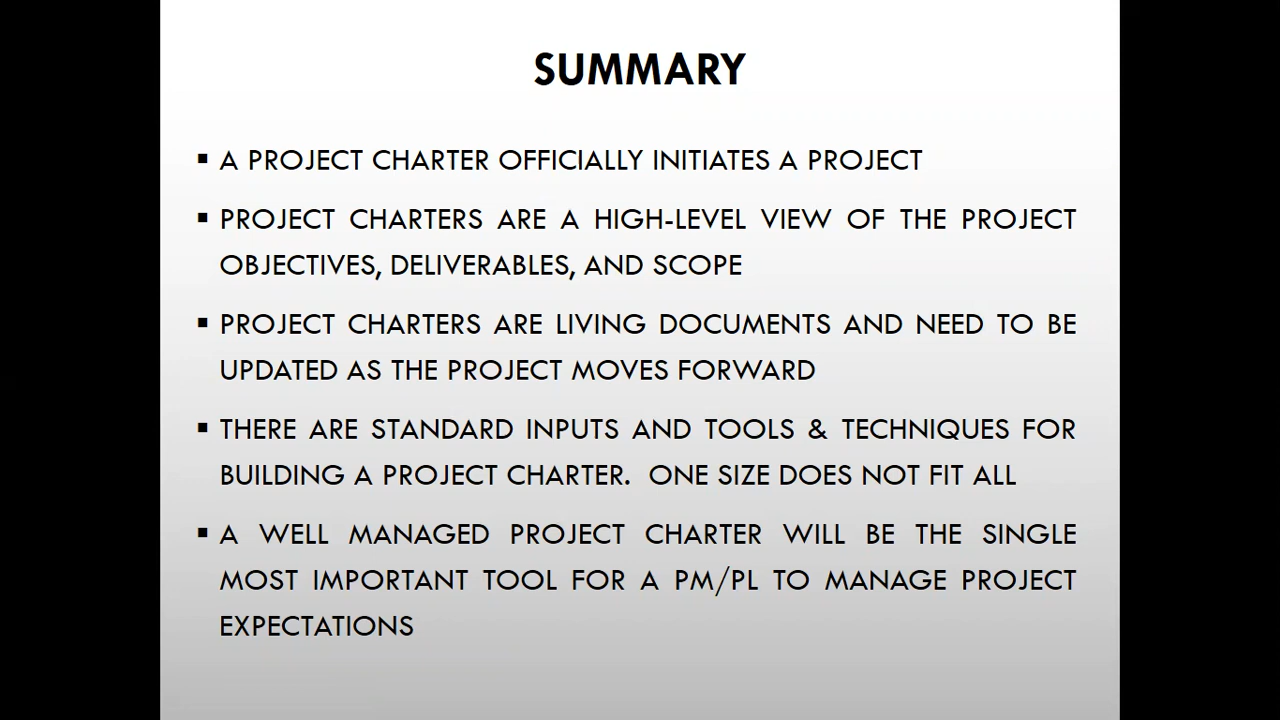 SUMMARY
▪ A PROJECT CHARTER OFFICIALLY INITIATES A PROJECT
▪ PROJECT CHARTERS ARE A HIGH-LEVEL VIEW OF THE PROJECT
OBJECTIVES, DELIVERABLES, AND SCOPE
▪ PROJECT CHARTERS ARE LIVING DOCUMENTS AND NEED TO BE
UPDATED AS THE PROJECT MOVES FORWARD
▪ THERE ARE STANDARD INPUTS AND TOOLS & TECHNIQUES FOR
BUILDING A PROJECT CHARTER.  ONE SIZE DOES NOT FIT ALL
▪ A WELL MANAGED PROJECT CHARTER WILL BE THE SINGLE
MOST IMPORTANT TOOL FOR A PM/PL TO MANAGE PROJECT
EXPECTATIONS